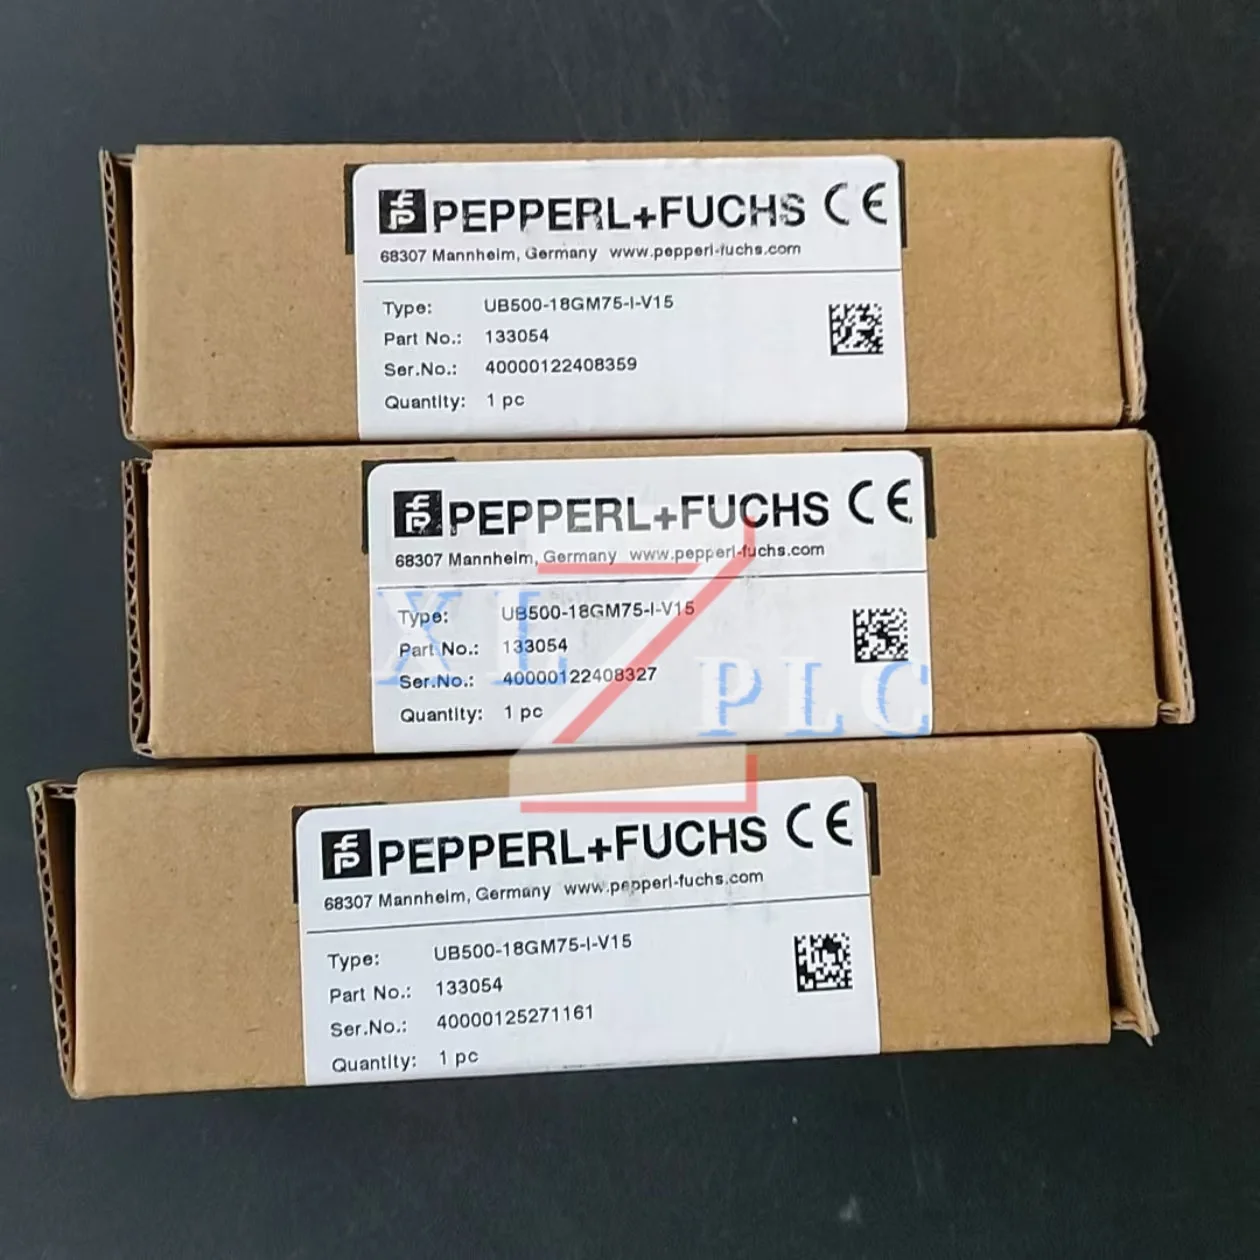 PEPPERL+FUCHS CE
68307 Mannheim, Germany www.pepperl-fuchs.com
Type: UB500-18GM75-I-V15
Part No.: 133054
Ser.No.: 40000122408359
Quantity: 1 pc
PEPPERL+FUCHS CE
68307 Mannheim, Germany www.pepperl-fuchs.com
Type: UB500-18GM75-I-V15
Part No.: 133054
Ser.No.: 40000122408327
Quantity: 1 pc
XL Z PLC
PEPPERL+FUCHS CE
68307 Mannheim, Germany www.pepperl-fuchs.com
Type: UB500-18GM75-I-V15
Part No.: 133054
Ser.No.: 40000125271161
Quantity: 1 pc